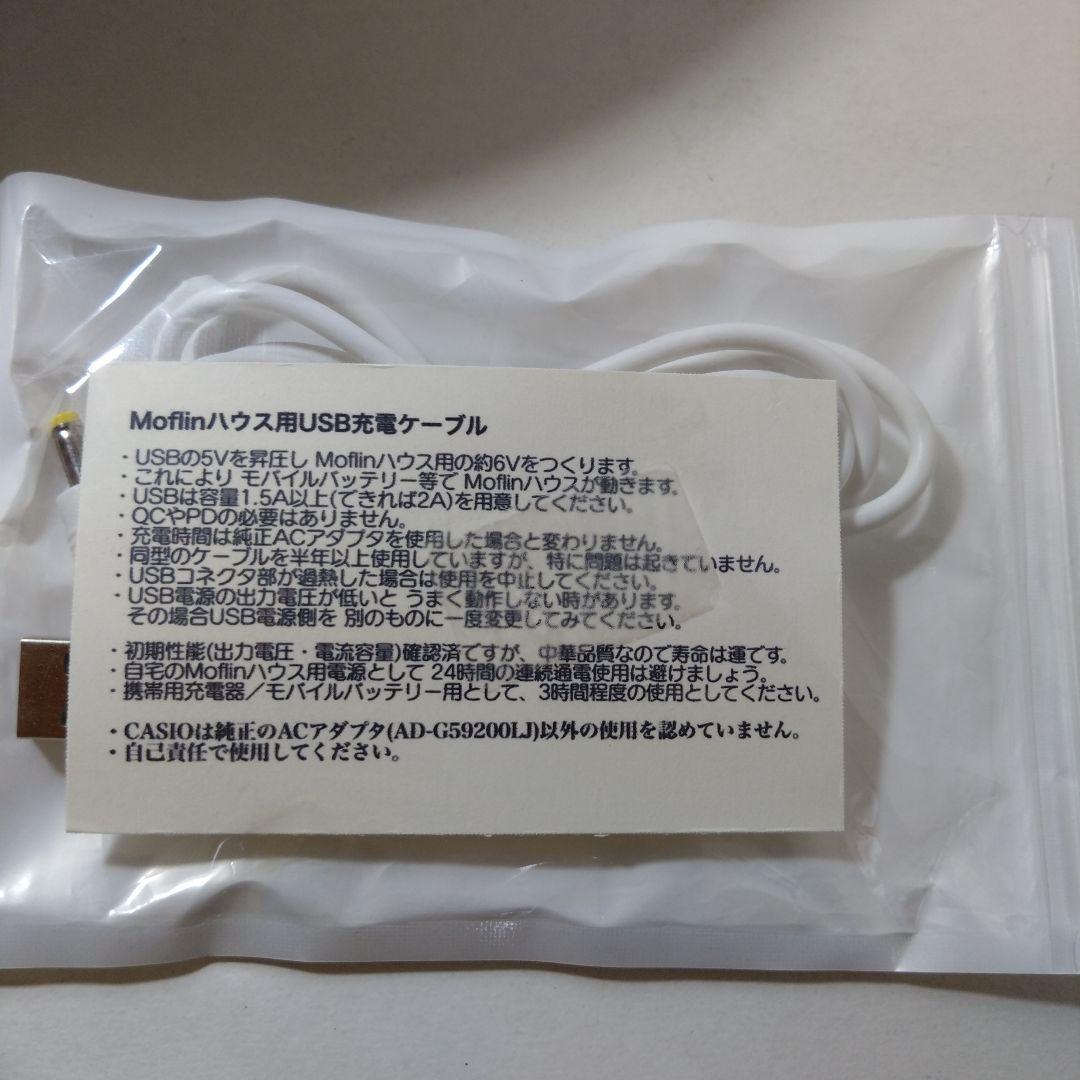 Moflinハウス用USB充電ケーブル
・USBの5Vを昇圧し Moflinハウス用の約6Vをつくります。
・これにより モバイルバッテリー等で Moflinハウスが動きます。
・USBは容量1.5A以上(できれば2A)を用意してください。
・QCやPDの必要はありません。
・充電時間は純正ACアダプタを使用した場合と変わりません。
・同型のケーブルを半年以上使用していますが、特に問題は起きていません。
・USBコネクタ部が過熱した場合は使用を中止してください。
・USB電源の出力電圧が低いと うまく動作しない時があります。
その場合USB電源側を 別のものに一度変更してみてください。
・初期性能(出力電圧・電流容量)確認済ですが、中華品質なので寿命は運です。
・自宅のMoflinハウス用電源として 24時間の連続通電使用は避けましょう。
・携帯用充電器／モバイルバッテリー用として、3時間程度の使用としてください。
・CASIOは純正のACアダプタ(AD-G59200LJ)以外の使用を認めていません。
・自己責任で使用してください。